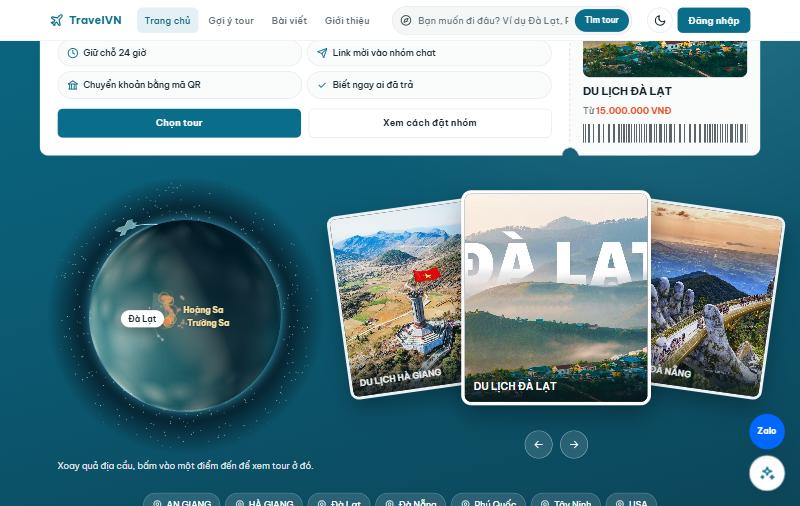 TravelVN
Trang chủ
Gợi ý tour
Bài viết
Giới thiệu
Bạn muốn đi đâu? Ví dụ Đà Lạt, F
Tìm tour
Đăng nhập
Giữ chỗ 24 giờ
Link mời vào nhóm chat
Chuyển khoản bằng mã QR
Biết ngay ai đã trả
Chọn tour
Xem cách đặt nhóm
DU LỊCH ĐÀ LẠT
Từ 15.000.000 VNĐ
Đà Lạt
Hoàng Sa
Trường Sa
DU LỊCH HÀ GIANG
ĐÀ LẠT
DU LỊCH ĐÀ LẠT
ĐÀ NẴNG
Xoay quả địa cầu, bấm vào một điểm đến để xem tour ở đó.
Zalo
AN GIANG
HÀ GIANG
Đà Lạt
Đà Nẵng
Phú Quốc
Tây Ninh
USA